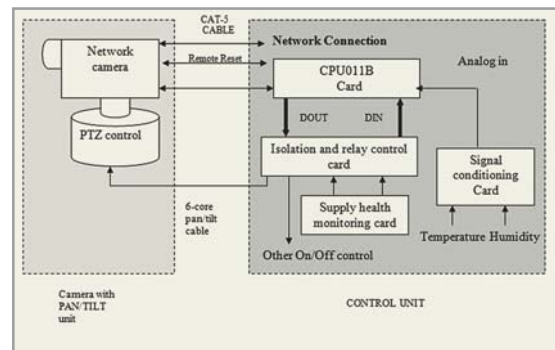 CAT-5
CABLE
Network
camera
Network Connection
Remote Reset
CPU011B
Card
Analog in
DOUT
DIN
PTZ control
Isolation and relay control
card
Signal
conditioning
Card
6-core
pan/tilt
cable
Supply health
monitoring card
Temperature Humidity
Other On/Off control
Camera with
PAN/TILT
unit
CONTROL UNIT